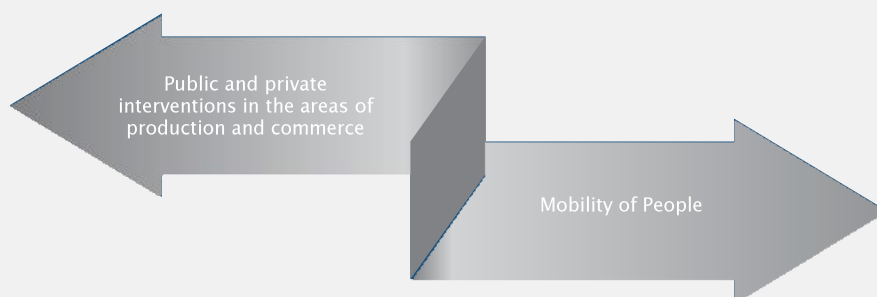 Public and private
interventions in the areas of
production and commerce
Mobility of People